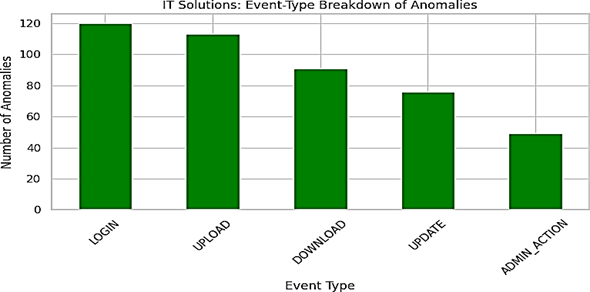 IT Solutions: Event-Type Breakdown of Anomalies
Number of Anomalies
120
100
80
60
40
20
0
LOGIN
UPLOAD
DOWNLOAD
UPDATE
ADMIN_ACTION
Event Type